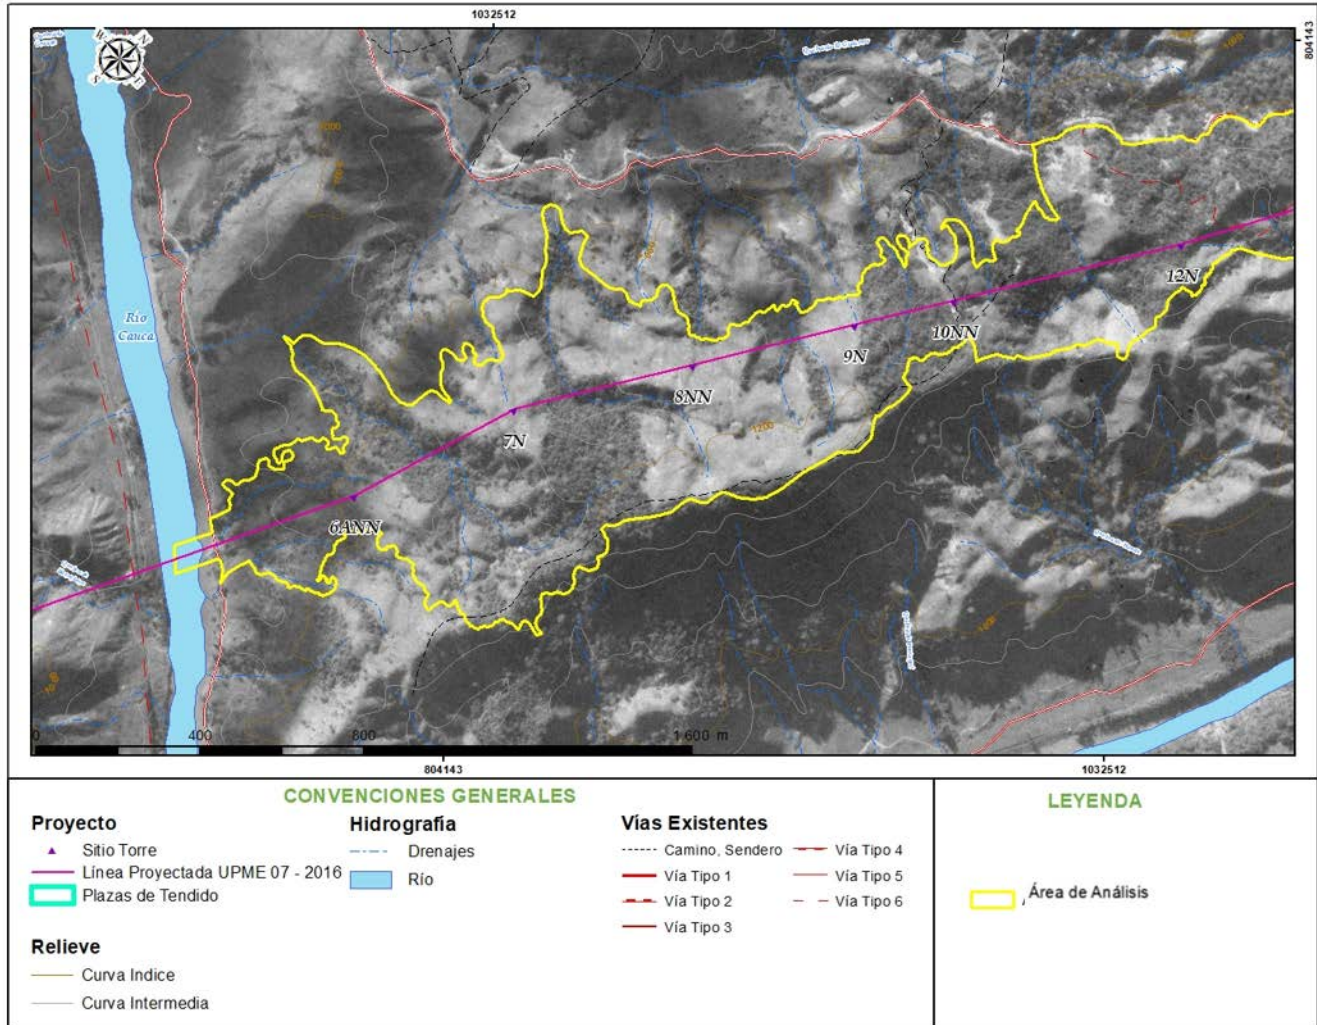 1032512
804143
N
Río
Cauca
1000
1200
12N
10NN
9N
8NN
7N
6ANN
1400
0
400
800
1.600 m
804143
1032512
CONVENCIONES GENERALES
Proyecto
Sitio Torre
Línea Proyectada UPME 07 - 2016
Plazas de Tendido
Hidrografía
Drenajes
Río
Vías Existentes
Camino, Sendero
Vía Tipo 1
Vía Tipo 2
Vía Tipo 3
Vía Tipo 4
Vía Tipo 5
Vía Tipo 6
Relieve
Curva Indice
Curva Intermedia
LEYENDA
Área de Análisis